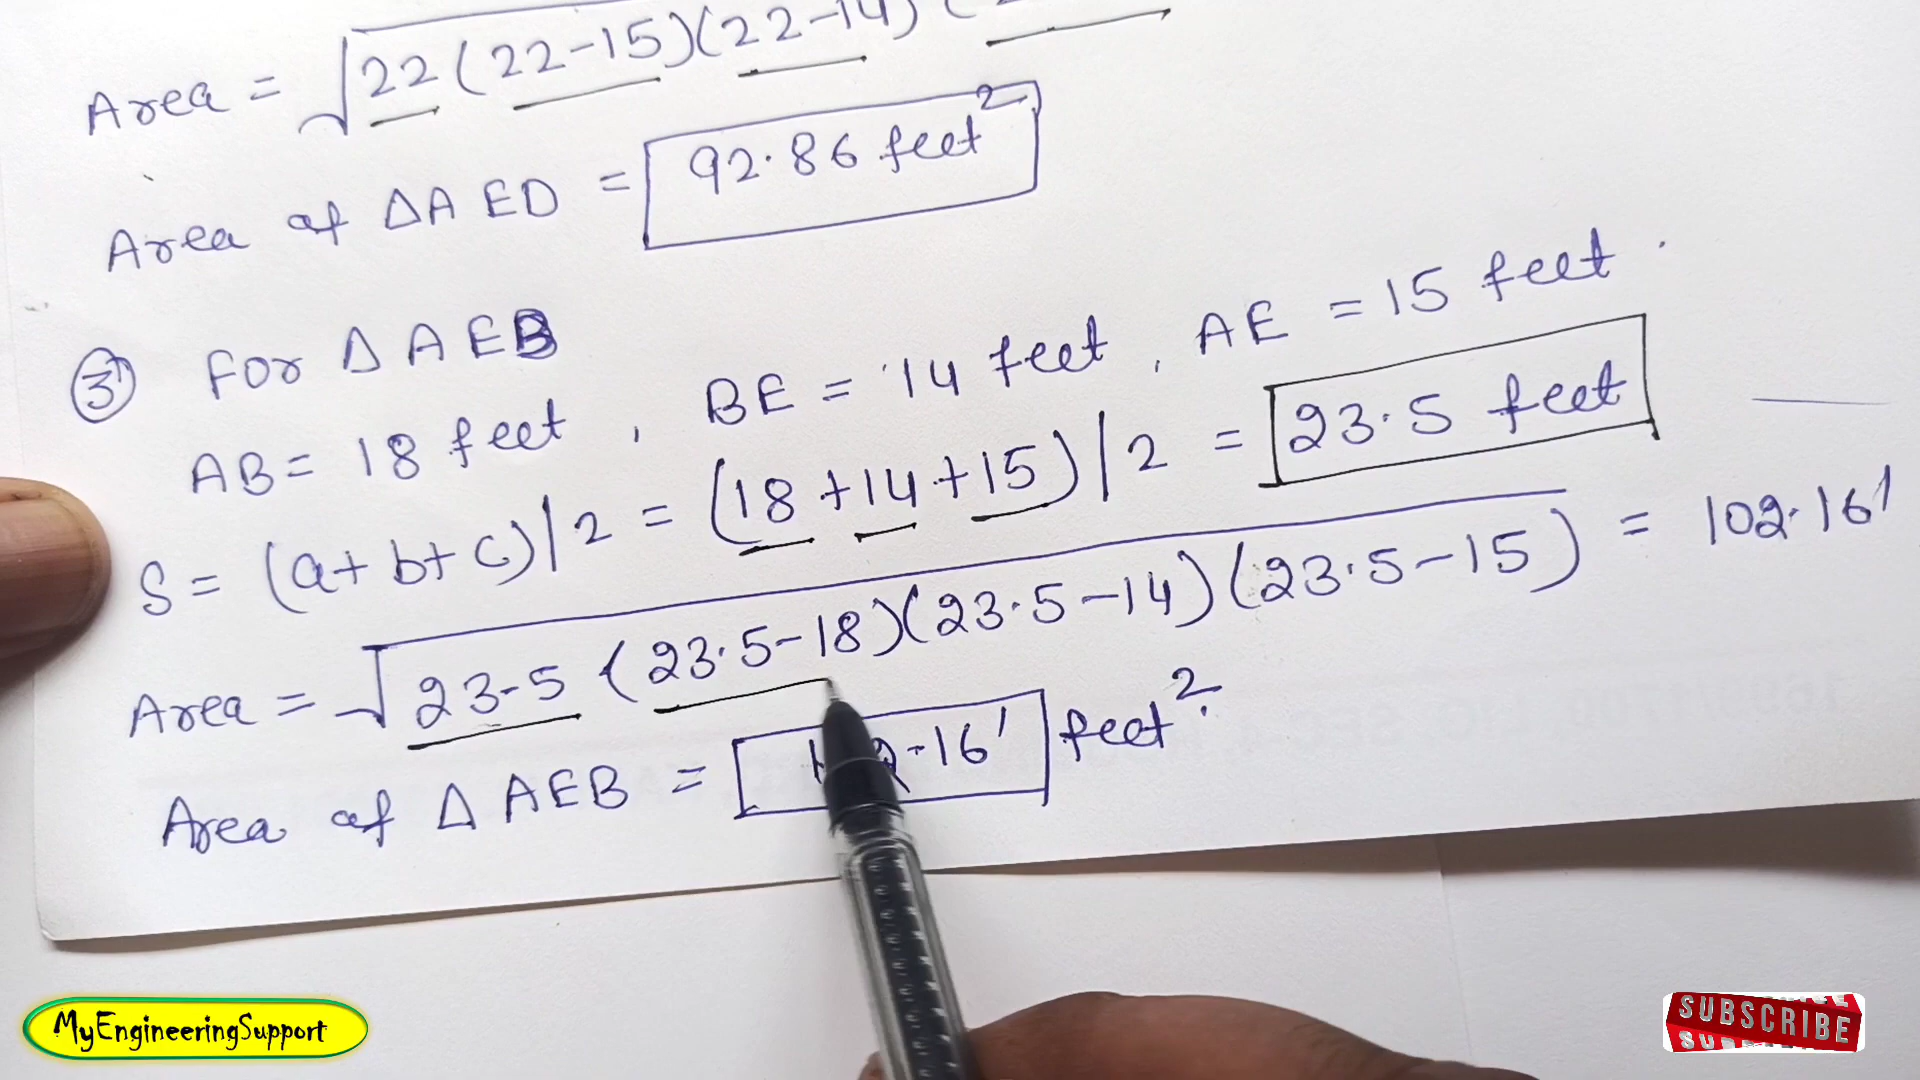 Area = √22 (22-15)(22-14)(
Area of ΔAED = 92.86 feet²
③ For ΔAEB
AB = 18 feet, BE = 14 feet, AE = 15 feet.
S = (a+b+c)/2 = (18+14+15)/2 = 23.5 feet
Area = √23.5 (23.5-18)(23.5-14)(23.5-15) = 102.16'
Area of ΔAEB = 102.16' feet².
MyEngineeringSupport
SUBSCRIBE